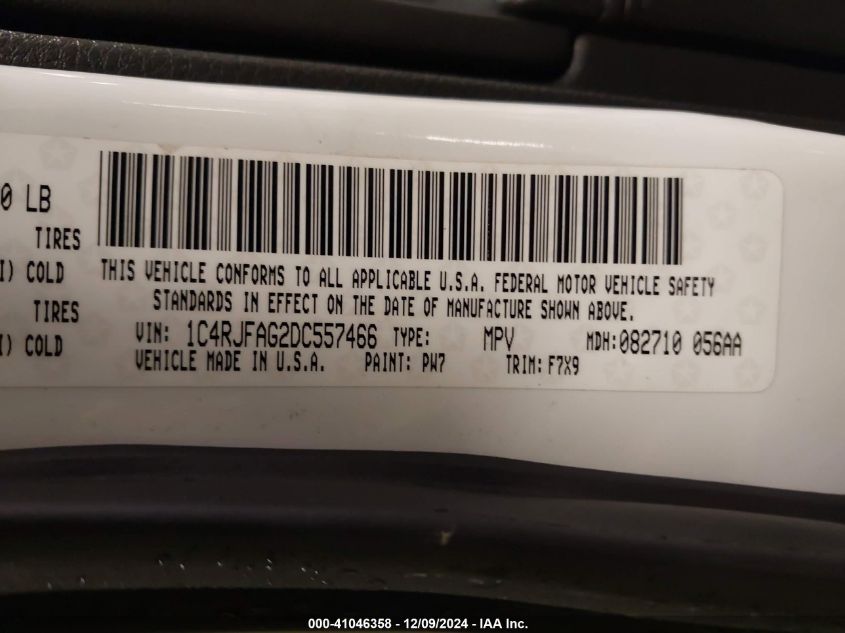 0 LB
TIRES
I) COLD
TIRES
I) COLD
THIS VEHICLE CONFORMS TO ALL APPLICABLE U.S.A. FEDERAL MOTOR VEHICLE SAFETY
STANDARDS IN EFFECT ON THE DATE OF MANUFACTURE SHOWN ABOVE.
VIN: 1C4RJFAG2DC557466 TYPE: MPV MDH:082710 056AA
VEHICLE MADE IN U.S.A. PAINT: PW7 TRIM: F7X9
000-41046358 - 12/09/2024 - IAA Inc.